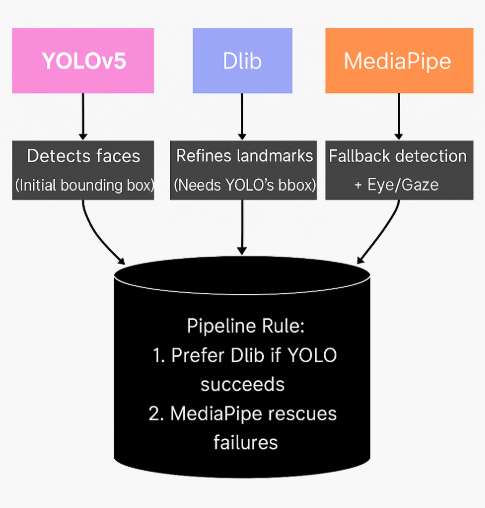 YOLOv5
Dlib
MediaPipe
Detects faces
(Initial bounding box)
Refines landmarks
(Needs YOLO's bbox)
Fallback detection
+ Eye/Gaze
Pipeline Rule:
1. Prefer Dlib if YOLO
succeeds
2. MediaPipe rescues
failures